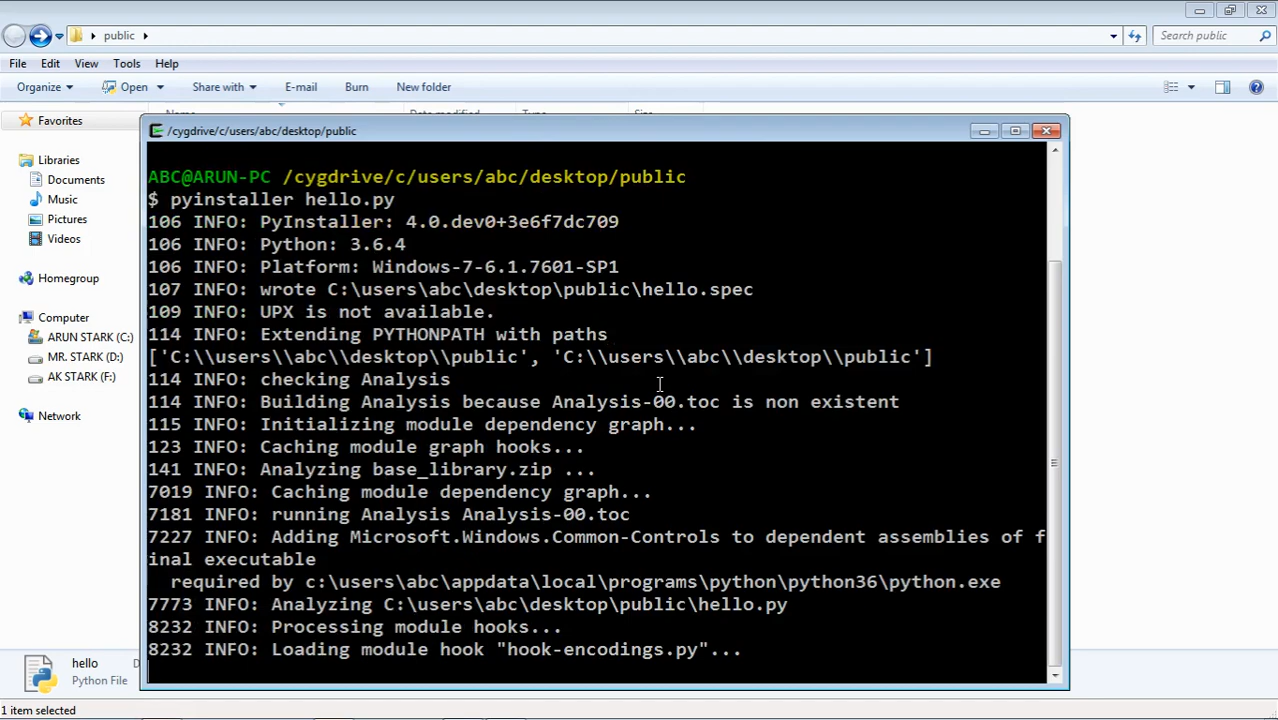 public
Search public
File Edit View Tools Help
Organize Open Share with E-mail Burn New folder
Favorites
Libraries
Documents
Music
Pictures
Videos
Homegroup
Computer
ARUN STARK (C:)
MR. STARK (D:)
AK STARK (F:)
Network
/cygdrive/c/users/abc/desktop/public
ABC@ARUN-PC /cygdrive/c/users/abc/desktop/public
$ pyinstaller hello.py
106 INFO: PyInstaller: 4.0.dev0+3e6f7dc709
106 INFO: Python: 3.6.4
106 INFO: Platform: Windows-7-6.1.7601-SP1
107 INFO: wrote C:\users\abc\desktop\public\hello.spec
109 INFO: UPX is not available.
114 INFO: Extending PYTHONPATH with paths
['C:\\users\\abc\\desktop\\public', 'C:\\users\\abc\\desktop\\public']
114 INFO: checking Analysis
114 INFO: Building Analysis because Analysis-00.toc is non existent
115 INFO: Initializing module dependency graph...
123 INFO: Caching module graph hooks...
141 INFO: Analyzing base_library.zip ...
7019 INFO: Caching module dependency graph...
7181 INFO: running Analysis Analysis-00.toc
7227 INFO: Adding Microsoft.Windows.Common-Controls to dependent assemblies of f
inal executable
required by c:\users\abc\appdata\local\programs\python\python36\python.exe
7773 INFO: Analyzing C:\users\abc\desktop\public\hello.py
8232 INFO: Processing module hooks...
8232 INFO: Loading module hook "hook-encodings.py"...
hello
Python File
1 item selected